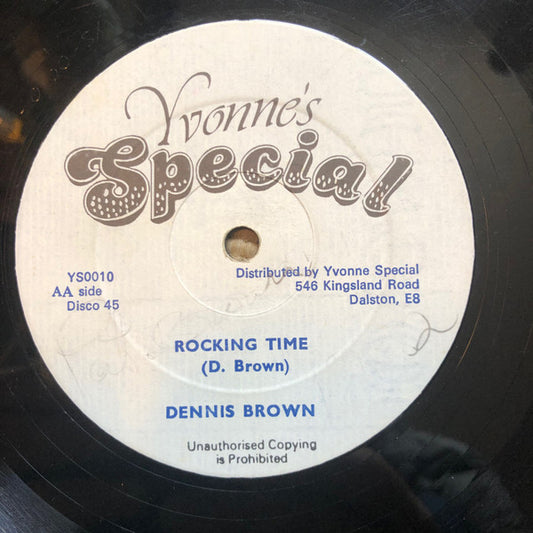 Yvonne's
Special
YS0010
AA side
Disco 45
Distributed by Yvonne Special
546 Kingsland Road
Dalston, E8
ROCKING TIME
(D. Brown)
DENNIS BROWN
Unauthorised Copying
is Prohibited
2